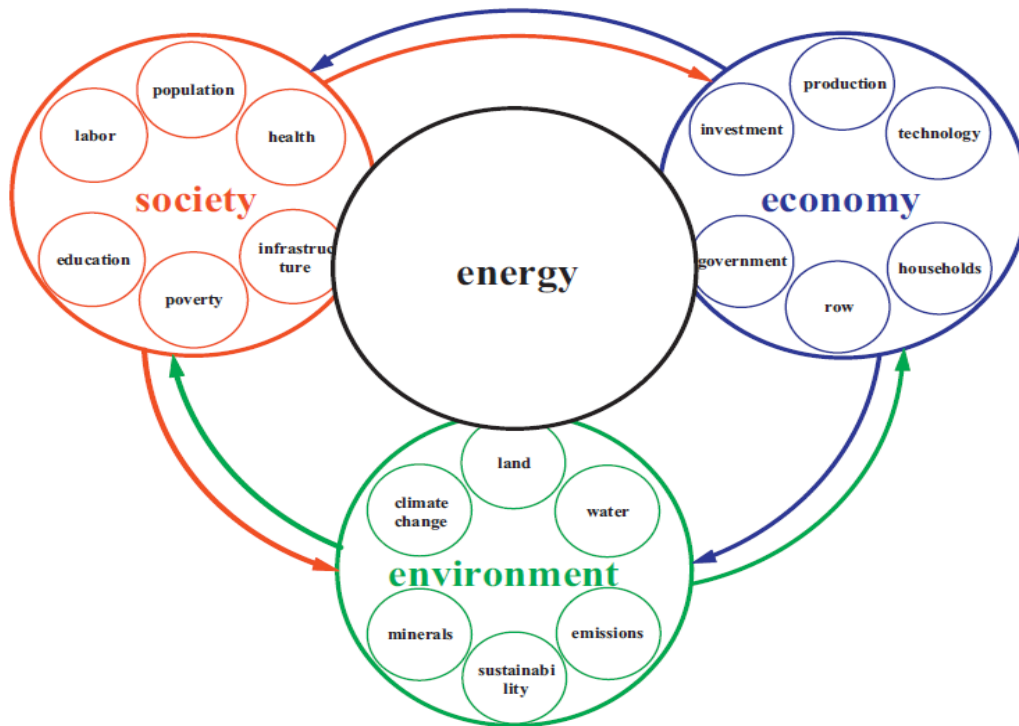 population
labor
health
society
education
infrastruc
ture
poverty
energy
production
investment
technology
economy
government
households
row
land
climate
change
water
environment
minerals
emissions
sustainabi
lity